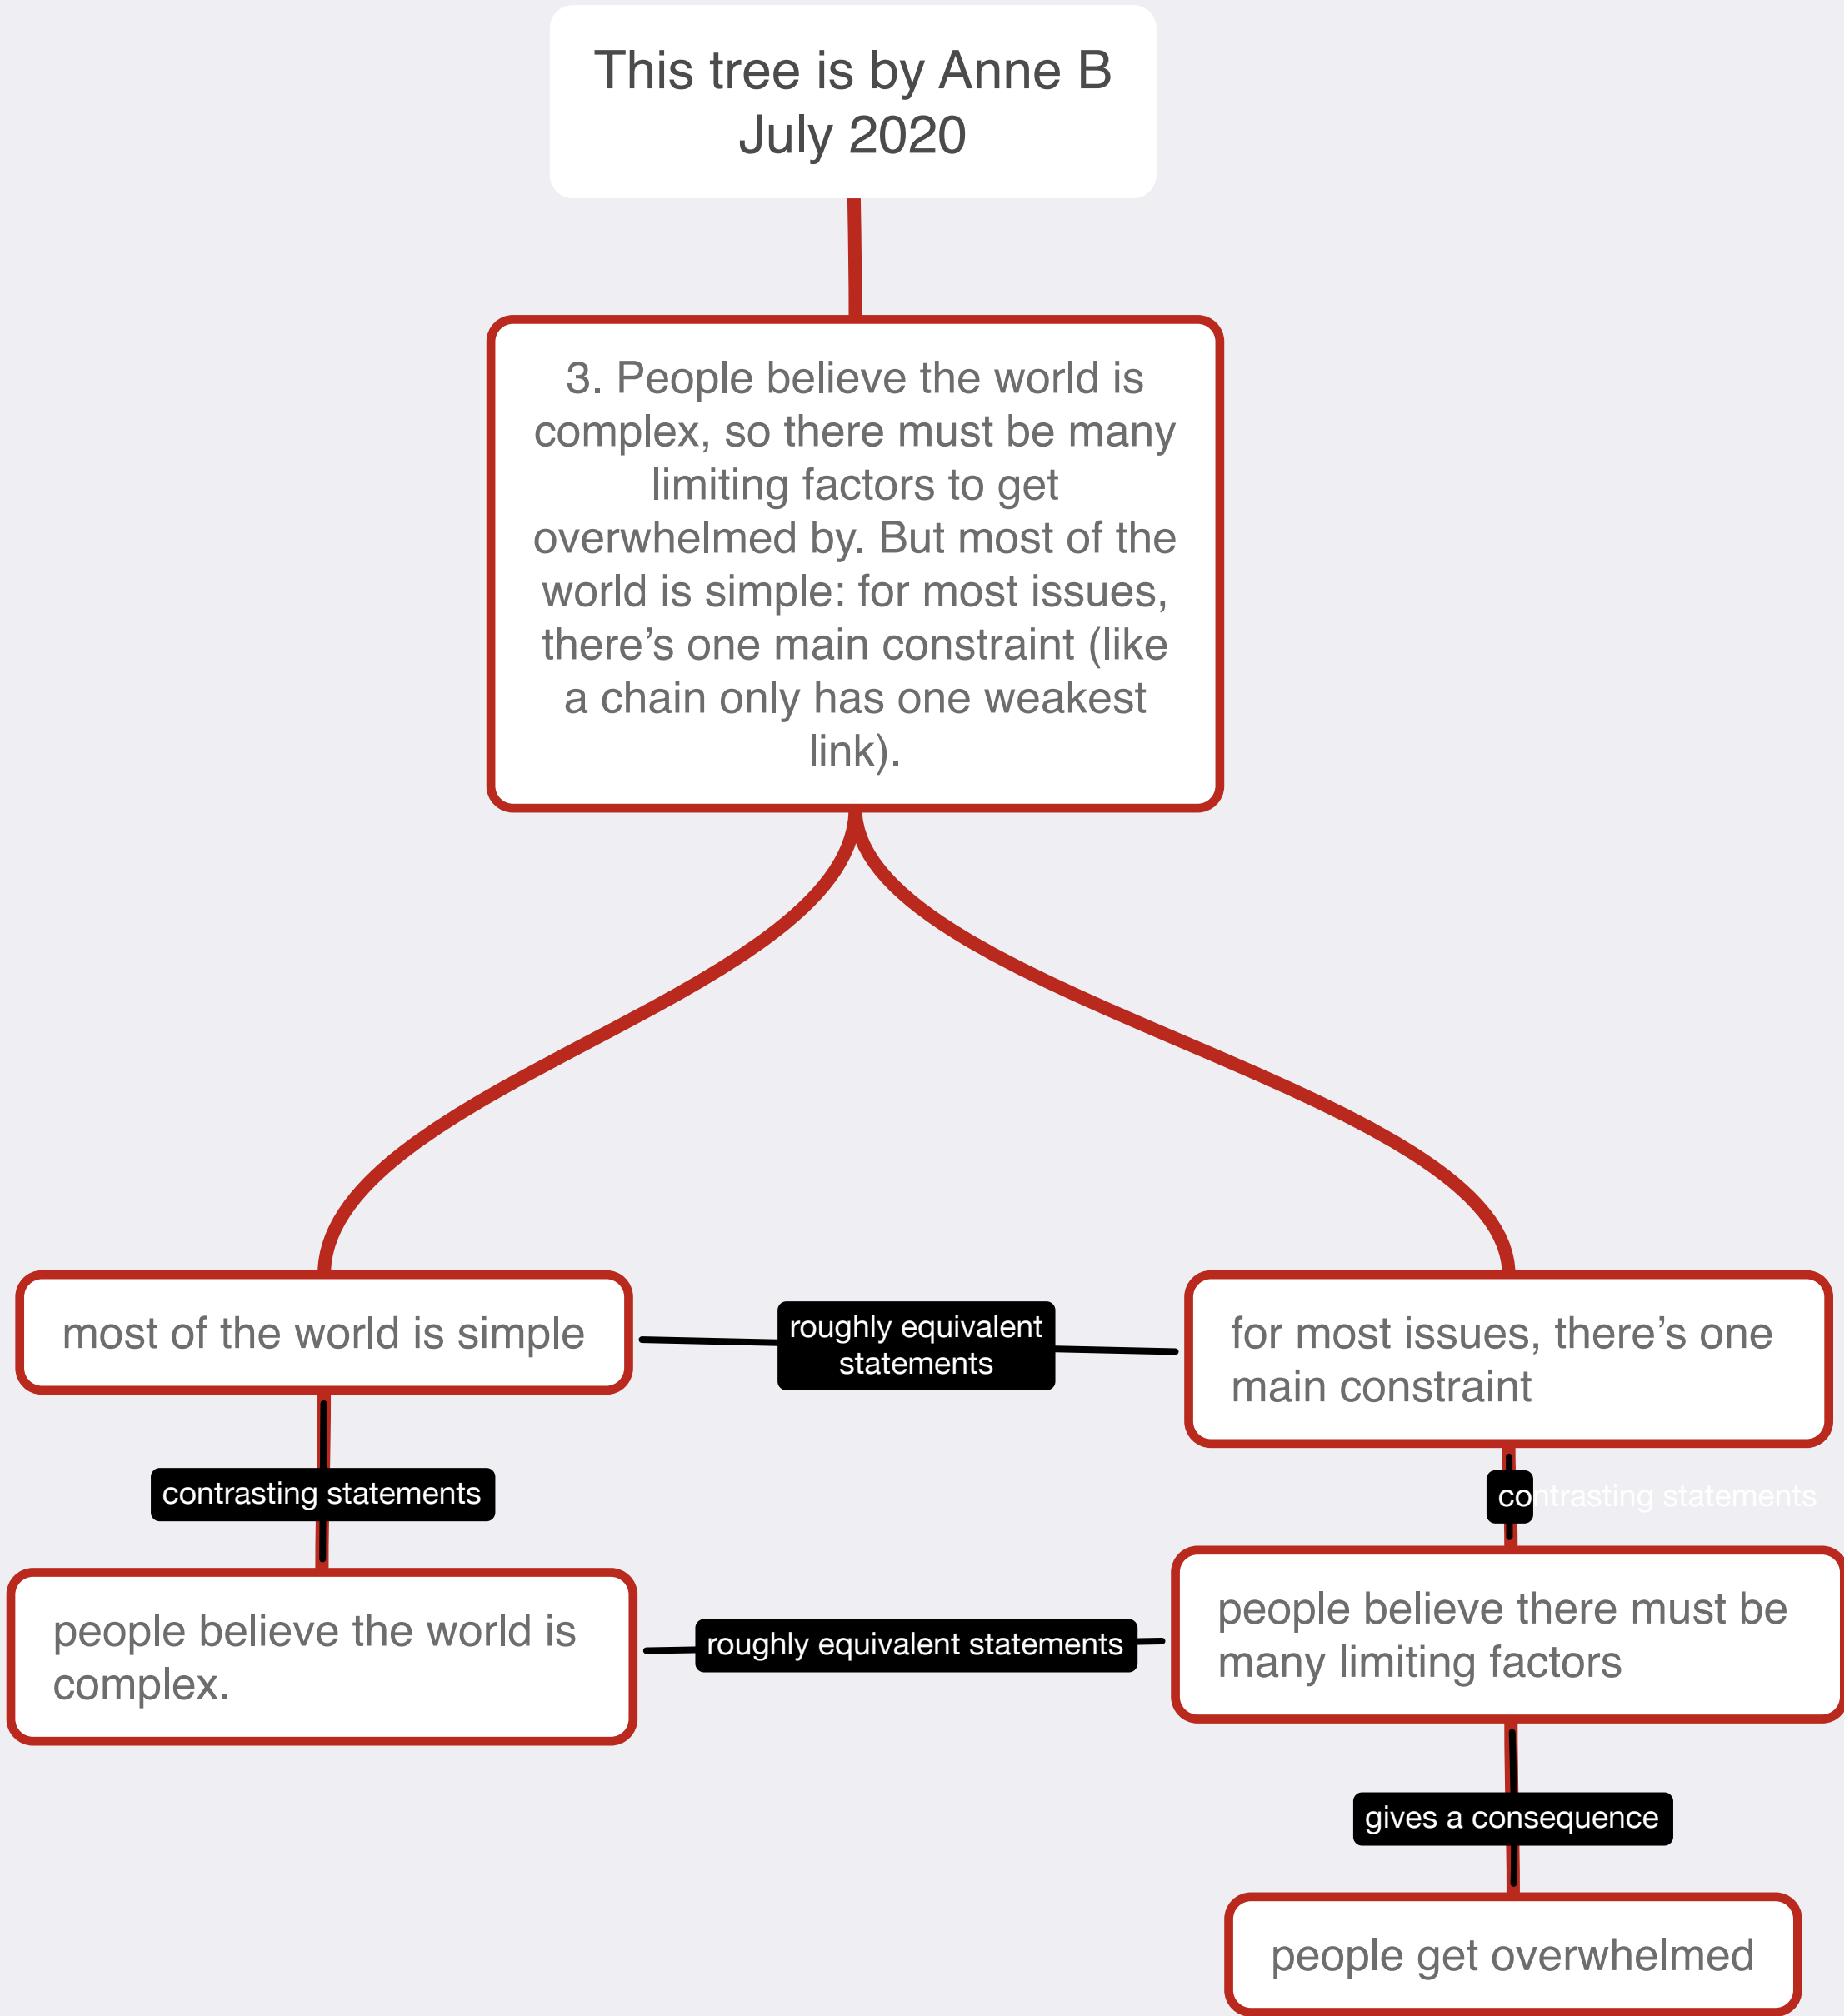 This tree is by Anne B
July 2020
3. People believe the world is
complex, so there must be many
limiting factors to get
overwhelmed by. But most of the
world is simple: for most issues,
there’s one main constraint (like
a chain only has one weakest
link).
most of the world is simple
roughly equivalent
statements
for most issues, there’s one
main constraint
contrasting statements
contrasting statements
people believe the world is
complex.
roughly equivalent statements
people believe there must be
many limiting factors
gives a consequence
people get overwhelmed